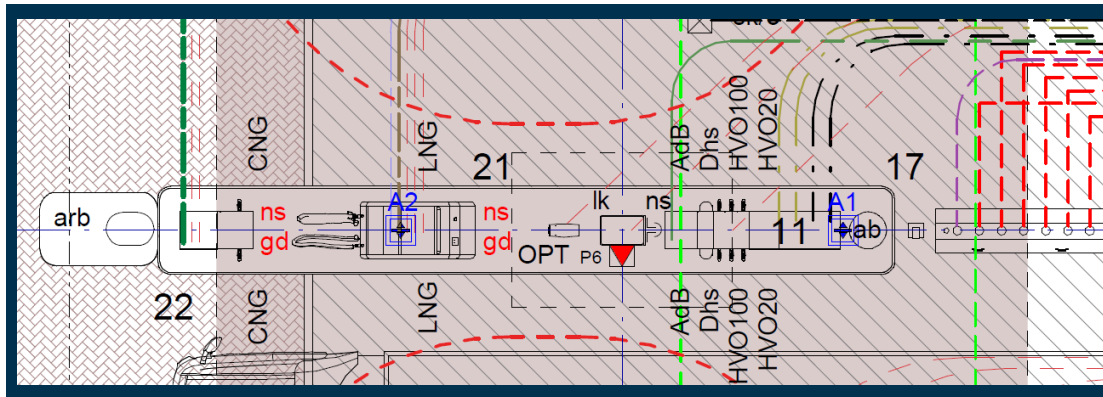 CNG
LNG
21
AdB
Dhs
HVO100
HVO20
17
arb
ns
gd
A2
ns
gd
lk
ns
A1
11
ab
OPT
P6
22
CNG
LNG
AdB
Dhs
HVO100
HVO20